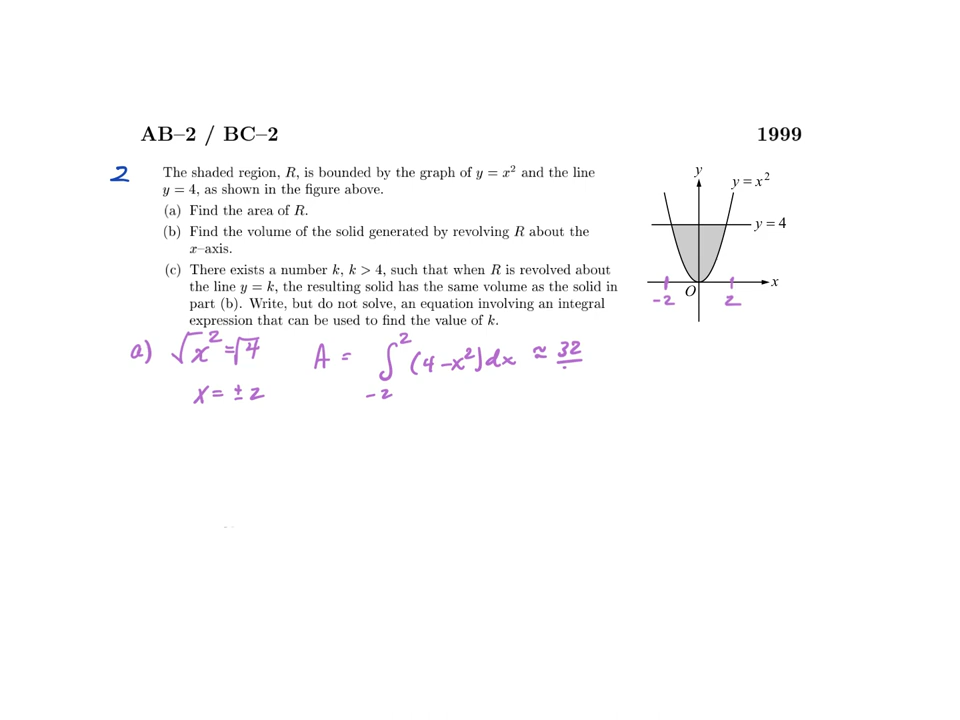 AB–2 / BC–2
1999
2
The shaded region, R, is bounded by the graph of y = x² and the line
y = 4, as shown in the figure above.
(a) Find the area of R.
(b) Find the volume of the solid generated by revolving R about the
x–axis.
(c) There exists a number k, k > 4, such that when R is revolved about
the line y = k, the resulting solid has the same volume as the solid in
part (b). Write, but do not solve, an equation involving an integral
expression that can be used to find the value of k.
y
y = x²
y = 4
x
O
-2
2
a) √x² = √4 A = ∫₋₂² (4 - x²) dx ≈ 32
x = ± 2